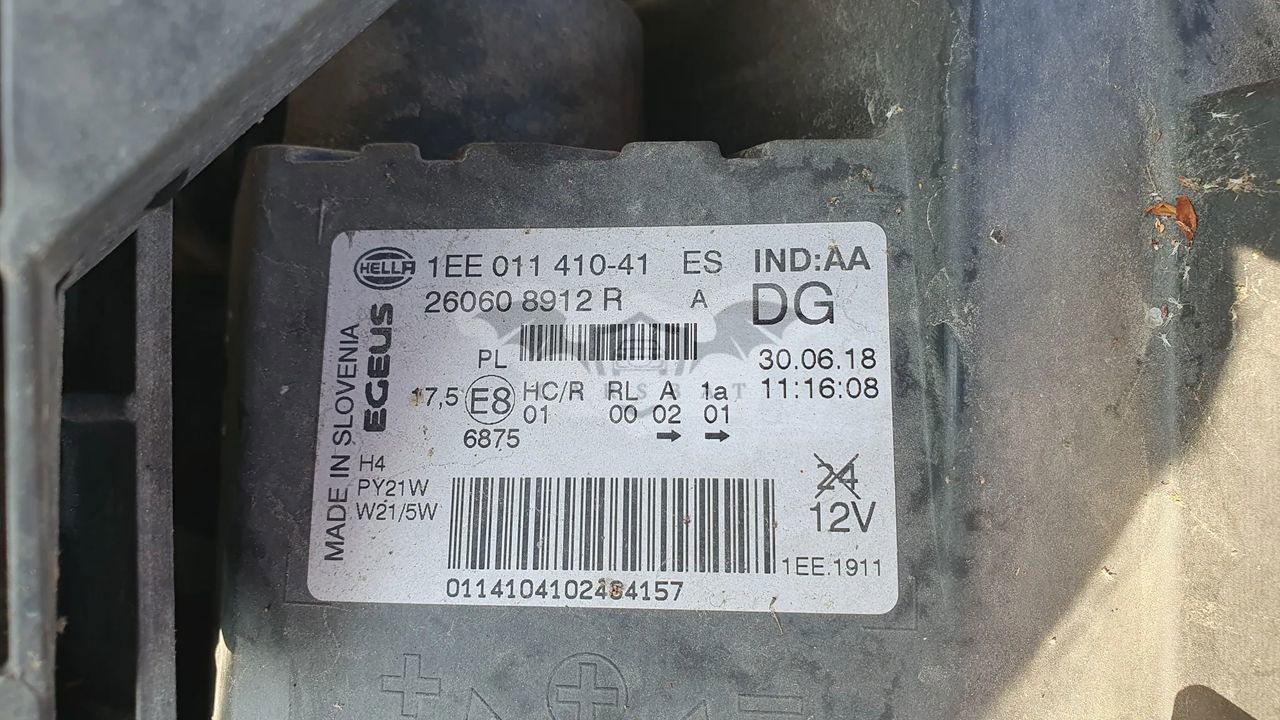 HELLA 1EE 011 410-41 ES IND:AA
26060 8912 R A DG
EGEUS
MADE IN SLOVENIA
PL 30.06.18
17,5 E8 HC/R RL A 1a 11:16:08
01 00 02 01
6875 → →
H4
PY21W
W21/5W
24
12V
1EE.1911
0114104102484157